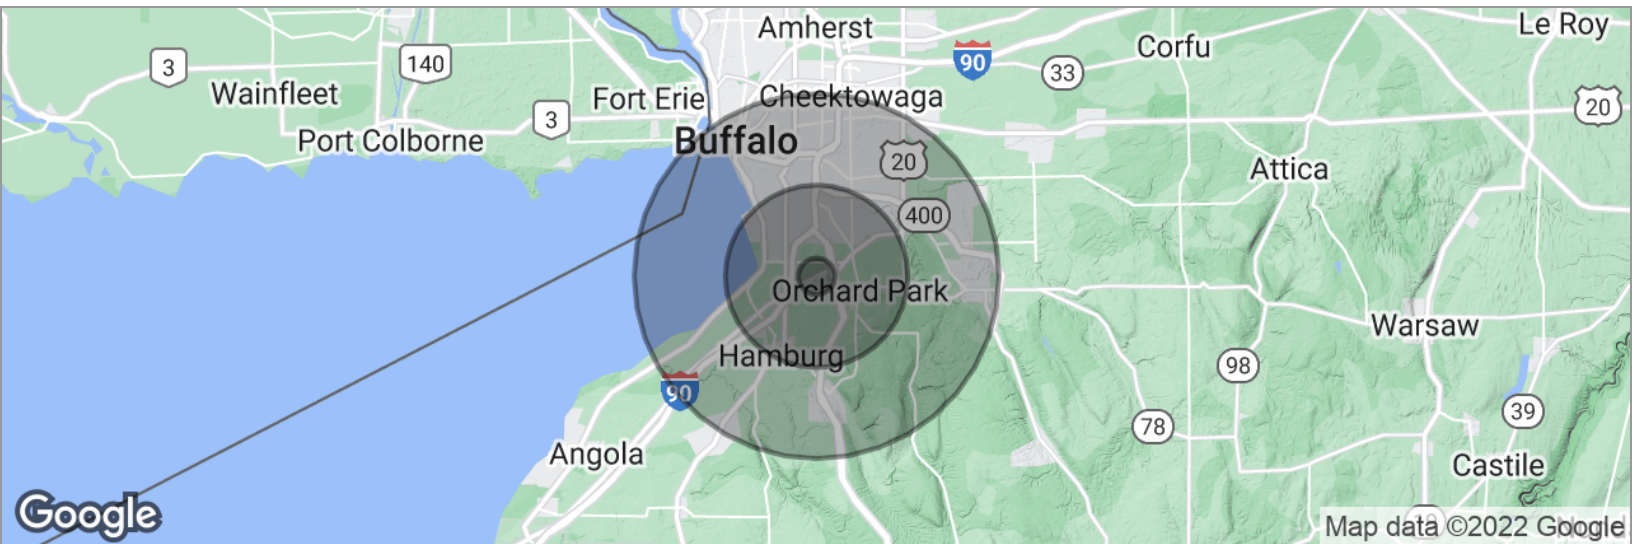 Amherst
Le Roy
Corfu
90
33
3
140
Wainfleet
Fort Erie
Cheektowaga
20
3
Port Colborne
Buffalo
20
Attica
400
Orchard Park
Warsaw
Hamburg
98
90
39
78
Angola
Castile
Google
Map data ©2022 Google